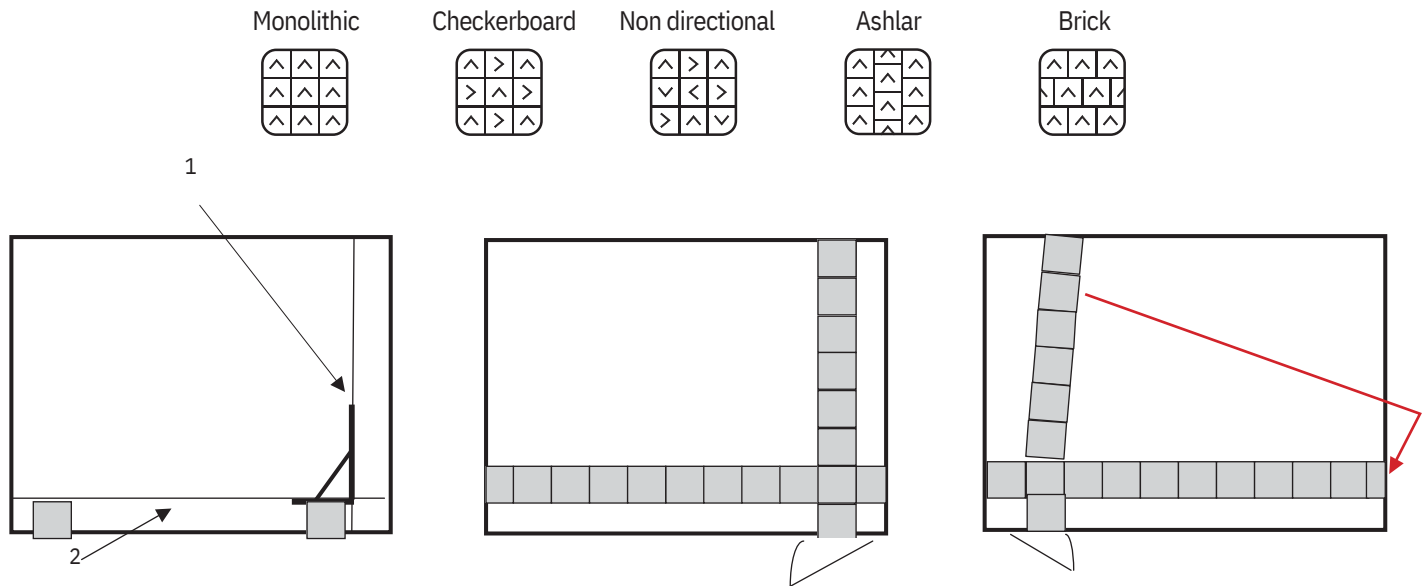 Monolithic
Checkerboard
Non directional
Ashlar
Brick
1
2